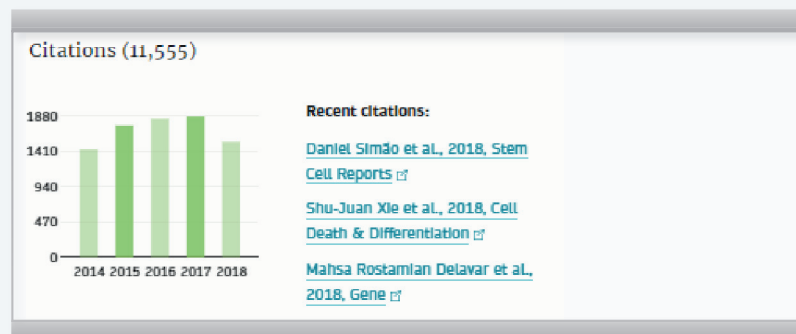 Citations (11,555)
1880
1410
940
470
0
2014 2015 2016 2017 2018
Recent citations:
Daniel Simão et al., 2018, Stem
Cell Reports
Shu-Juan Xie et al., 2018, Cell
Death & Differentiation
Mahsa Rostamian Delavar et al.,
2018, Gene